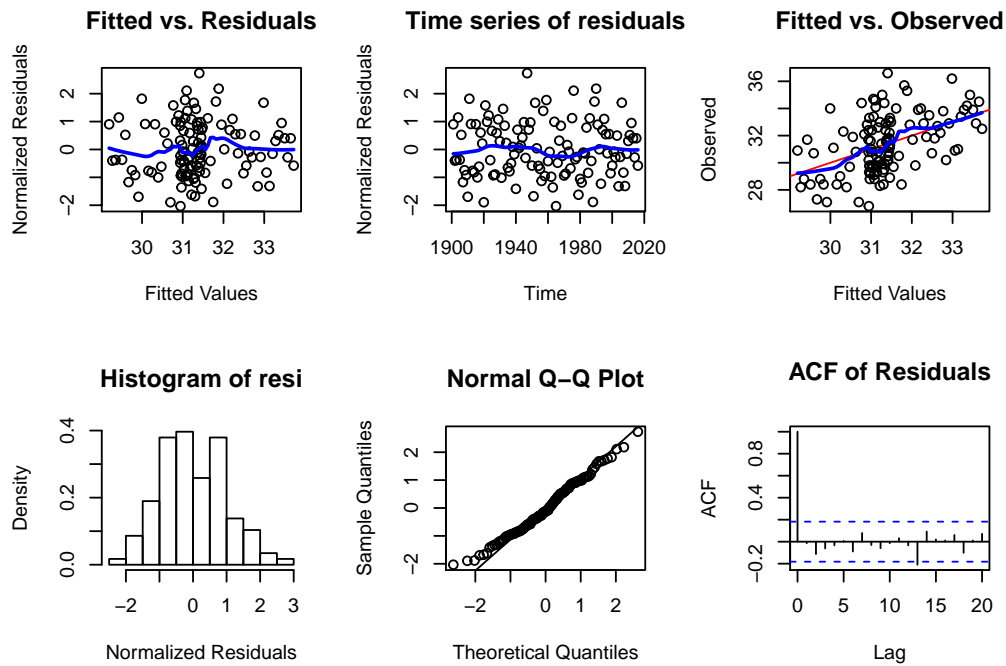 Fitted vs. Residuals
Normalized Residuals
2
1
0
−2
30 31 32 33
Fitted Values
Time series of residuals
Normalized Residuals
2
1
0
−2
1900 1940 1980 2020
Time
Fitted vs. Observed
Observed
36
32
28
30 31 32 33
Fitted Values
Histogram of resi
Density
0.4
0.2
0.0
−2 0 1 2 3
Normalized Residuals
Normal Q−Q Plot
Sample Quantiles
2
0
−2
−2 0 1 2
Theoretical Quantiles
ACF of Residuals
ACF
0.8
0.4
−0.2
0 5 10 15 20
Lag